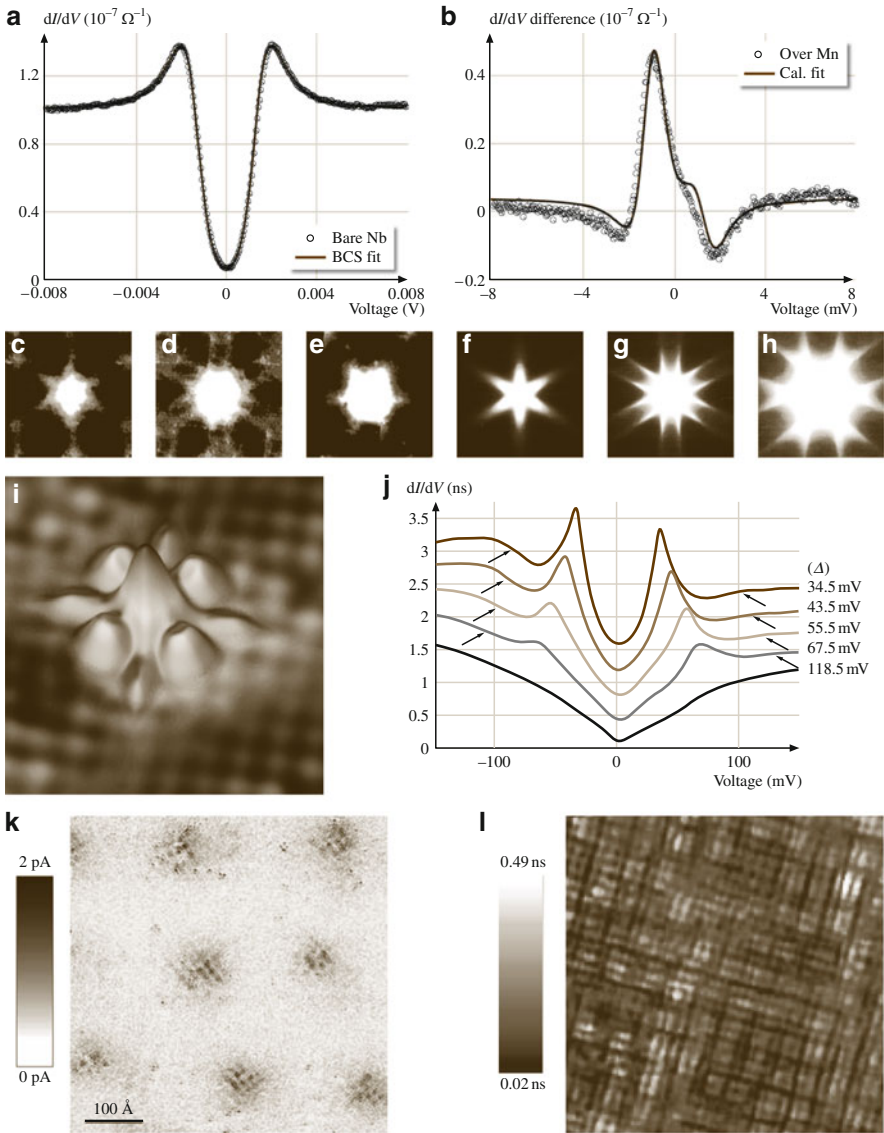 a
dI/dV (10⁻⁷ Ω⁻¹)
1.2
0.8
0.4
0
Bare Nb
BCS fit
−0.008
−0.004
0
0.004
0.008
Voltage (V)
b
dI/dV difference (10⁻⁷ Ω⁻¹)
0.4
0.2
0
−0.2
Over Mn
Cal. fit
−8
−4
0
4
8
Voltage (mV)
c
d
e
f
g
h
i
j
dI/dV (ns)
3.5
3
2.5
2
1.5
1
0.5
0
(Δ)
34.5 mV
43.5 mV
55.5 mV
67.5 mV
118.5 mV
−100
0
100
Voltage (mV)
k
2 pA
0 pA
100 Å
l
0.49 ns
0.02 ns